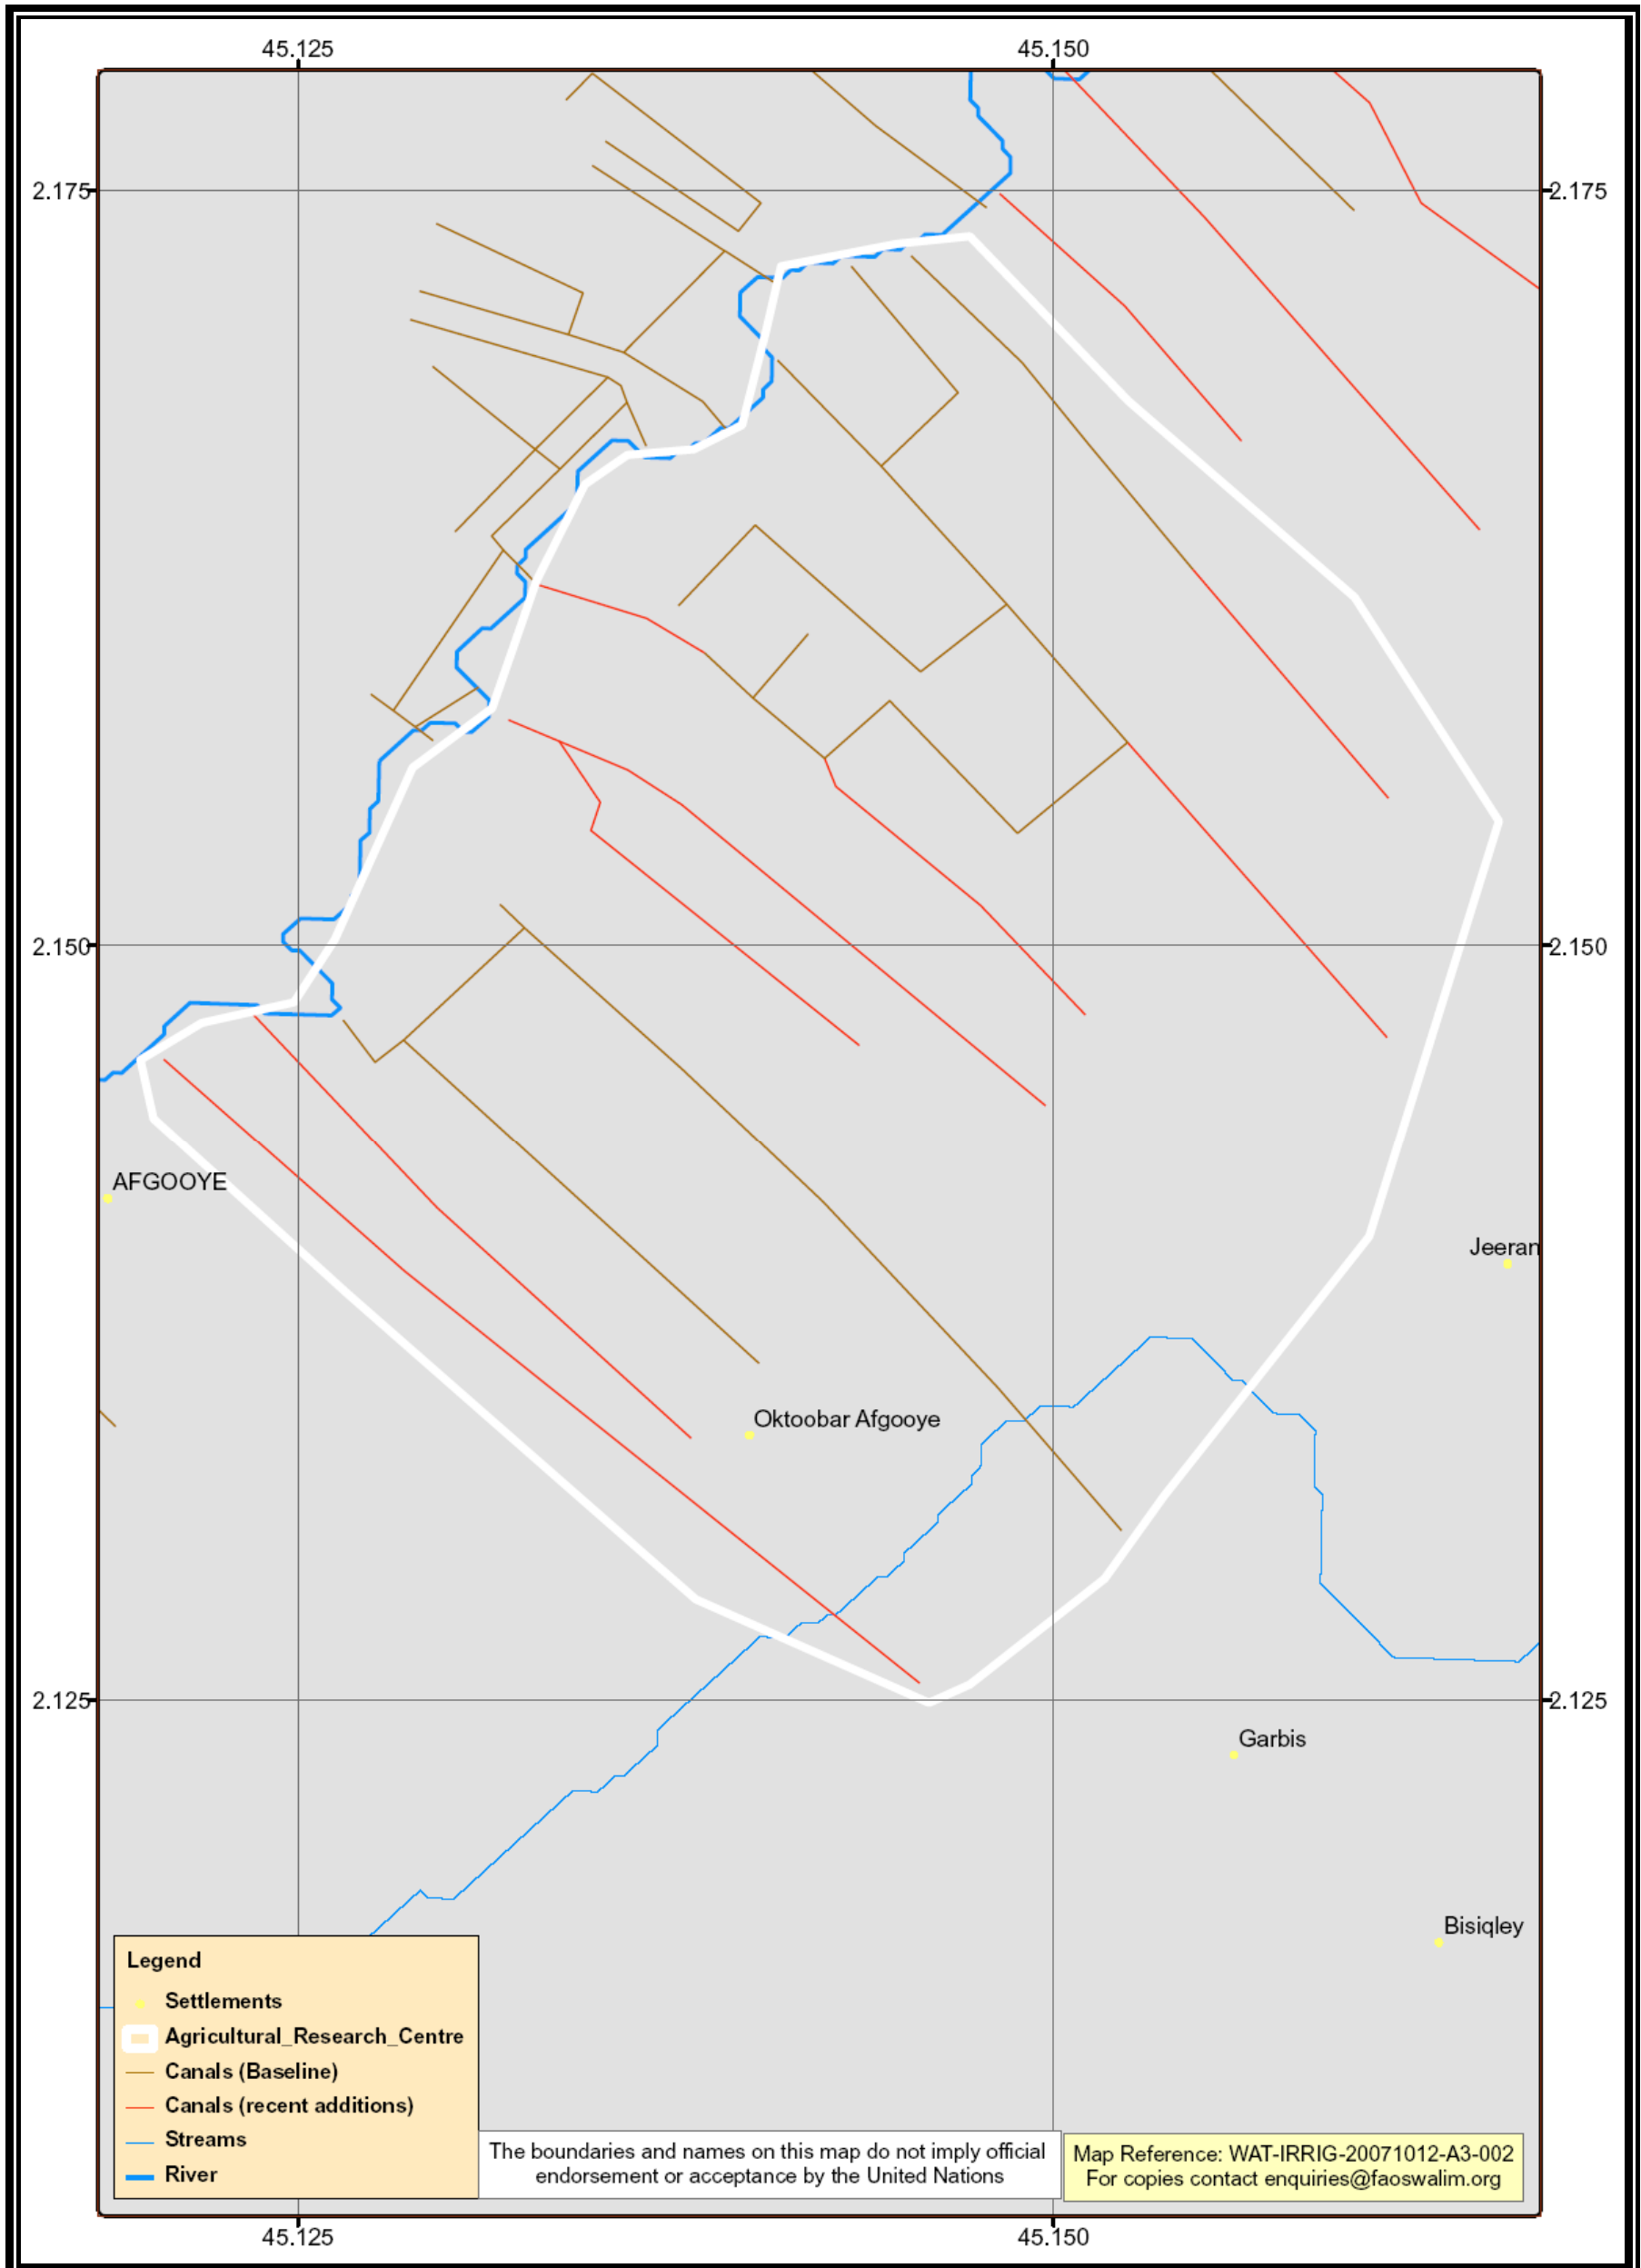 45.125 45.150
2.175 2.175
2.150 2.150
AFGOOYE
Jeeran
Oktoobar Afgooye
2.125 2.125
Garbis
Bisiqley
Legend
Settlements
Agricultural_Research_Centre
Canals (Baseline)
Canals (recent additions)
Streams
River
The boundaries and names on this map do not imply official
endorsement or acceptance by the United Nations
Map Reference: WAT-IRRIG-20071012-A3-002
For copies contact enquiries@faoswalim.org
45.125 45.150